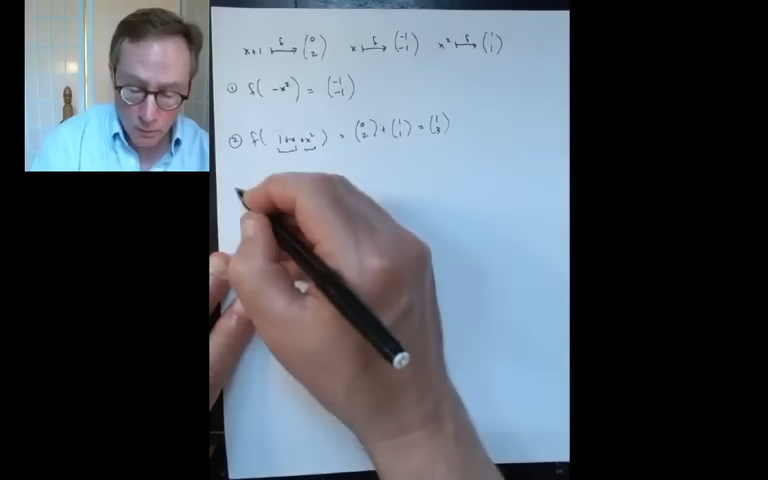 x+1 ⟼f (0 2) x ⟼f (-1 -1) x² ⟼f (1 1)
① f( -x² ) = (-1 -1)
② f( 1+x +x² ) = (0 2) + (1 1) = (1 3)